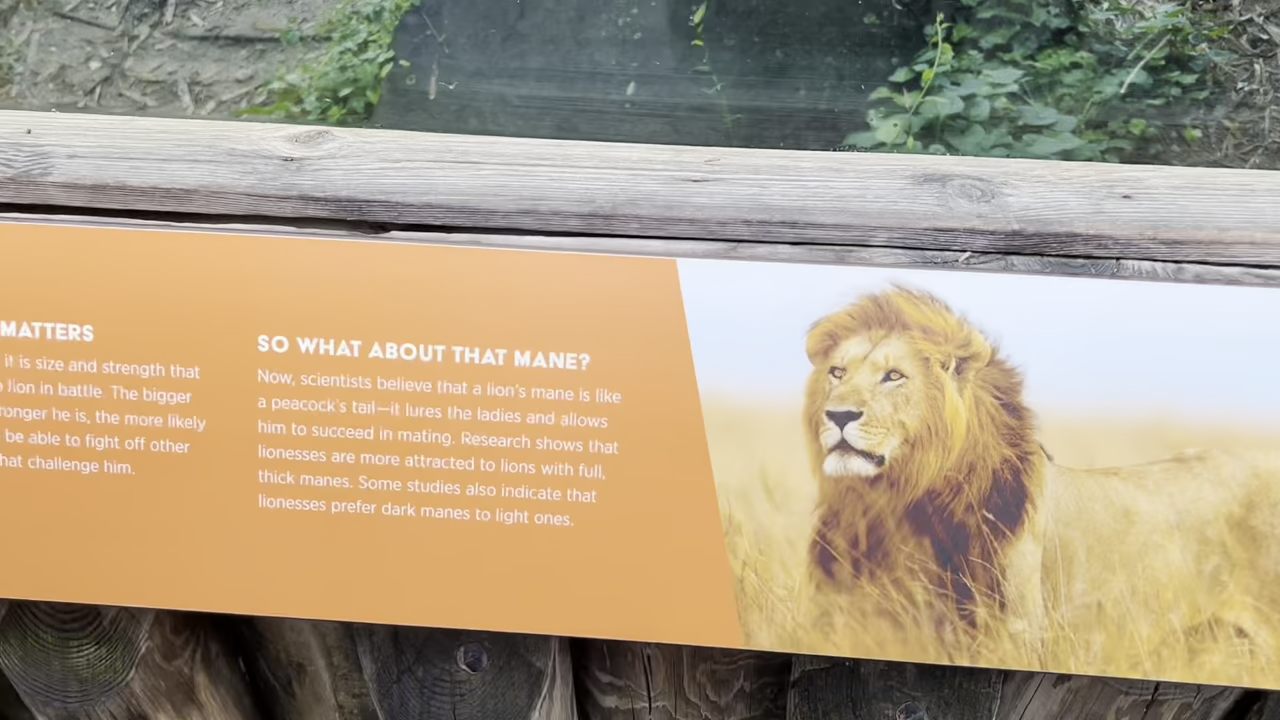 MATTERS
it is size and strength that
lion in battle. The bigger
he is, the more likely
be able to fight off other
that challenge him.
SO WHAT ABOUT THAT MANE?
Now, scientists believe that a lion's mane is like
a peacock's tail—it lures the ladies and allows
him to succeed in mating. Research shows that
lionesses are more attracted to lions with full,
thick manes. Some studies also indicate that
lionesses prefer dark manes to light ones.